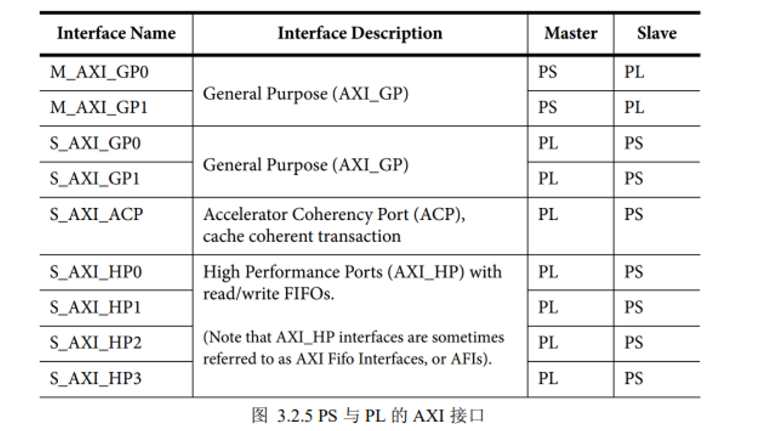 Interface Name Interface Description Master Slave
M_AXI_GP0 General Purpose (AXI_GP) PS PL
M_AXI_GP1 PS PL
S_AXI_GP0 General Purpose (AXI_GP) PL PS
S_AXI_GP1 PL PS
S_AXI_ACP Accelerator Coherency Port (ACP), PL PS
cache coherent transaction
S_AXI_HP0 High Performance Ports (AXI_HP) with PL PS
read/write FIFOs.
S_AXI_HP1 PL PS
S_AXI_HP2 (Note that AXI_HP interfaces are sometimes PL PS
referred to as AXI Fifo Interfaces, or AFIs).
S_AXI_HP3 PL PS
图 3.2.5 PS 与 PL 的 AXI 接口